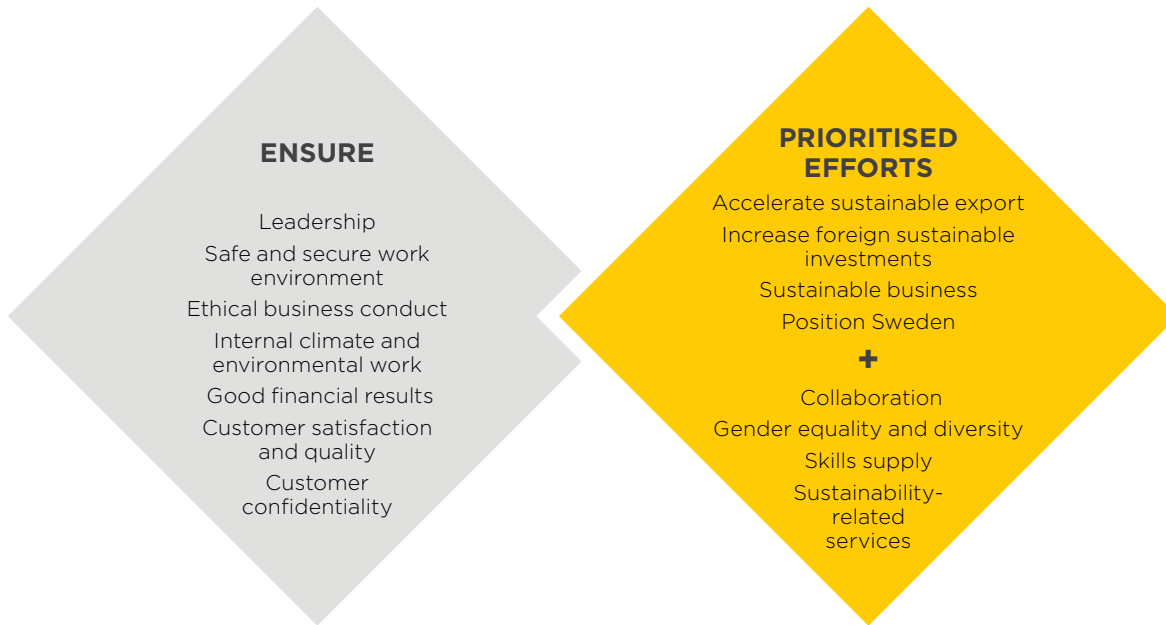 ENSURE
Leadership
Safe and secure work
environment
Ethical business conduct
Internal climate and
environmental work
Good financial results
Customer satisfaction
and quality
Customer
confidentiality
PRIORITISED
EFFORTS
Accelerate sustainable export
Increase foreign sustainable
investments
Sustainable business
Position Sweden
+
Collaboration
Gender equality and diversity
Skills supply
Sustainability-
related
services